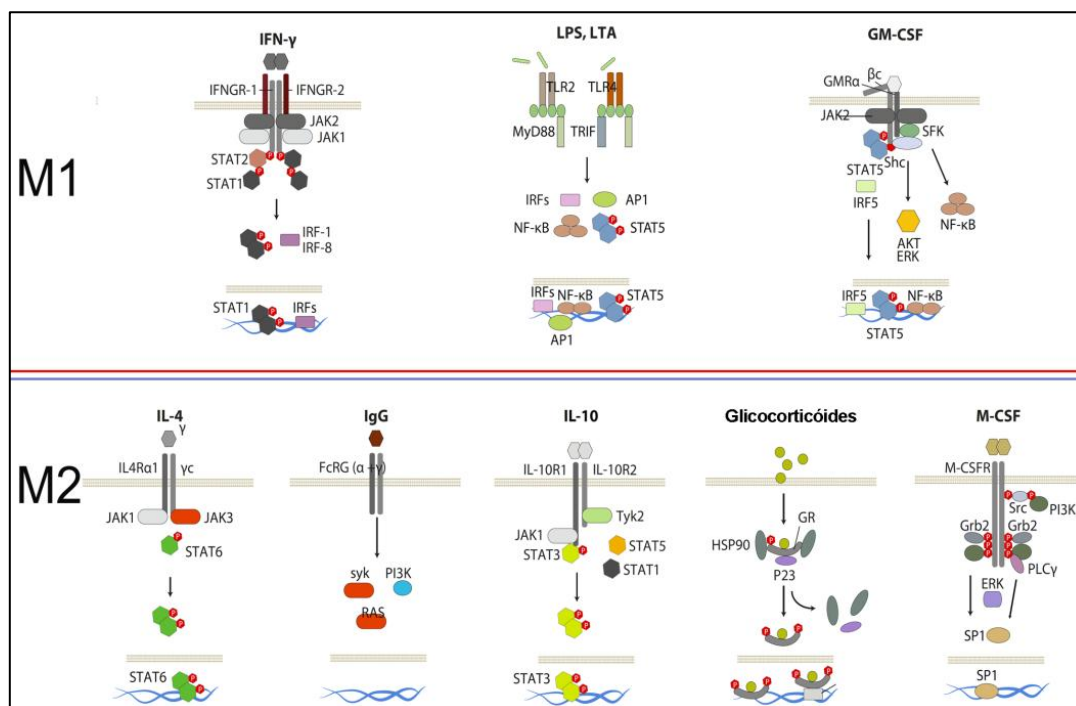 M1
IFN-γ
IFNGR-1
IFNGR-2
JAK2
JAK1
STAT2
P
P
STAT1
P
P
P
P
IRF-1
IRF-8
STAT1
P
P
IRFs
LPS, LTA
TLR2
TLR4
MyD88
TRIF
IRFs
AP1
NF-κB
P
P
STAT5
IRFs
NF-κB
P
P
STAT5
AP1
GM-CSF
GMRα
βc
JAK2
SFK
P
STAT5
Shc
IRF5
NF-κB
AKT
ERK
IRF5
P
P
NF-κB
STAT5
M2
IL-4
γ
IL4Rα1
γc
JAK1
JAK3
P
STAT6
P
P
STAT6
P
P
IgG
FcRG (α +γ)
syk
PI3K
RAS
IL-10
IL-10R1
IL-10R2
Tyk2
JAK1
P
STAT3
STAT5
STAT1
P
P
STAT3
P
P
Glicocorticóides
GR
HSP90
P23
P
P
P
P
P
P
M-CSF
M-CSFR
P
P
Src
PI3K
Grb2
Grb2
P
P
P
P
P
P
PLCγ
ERK
SP1
SP1